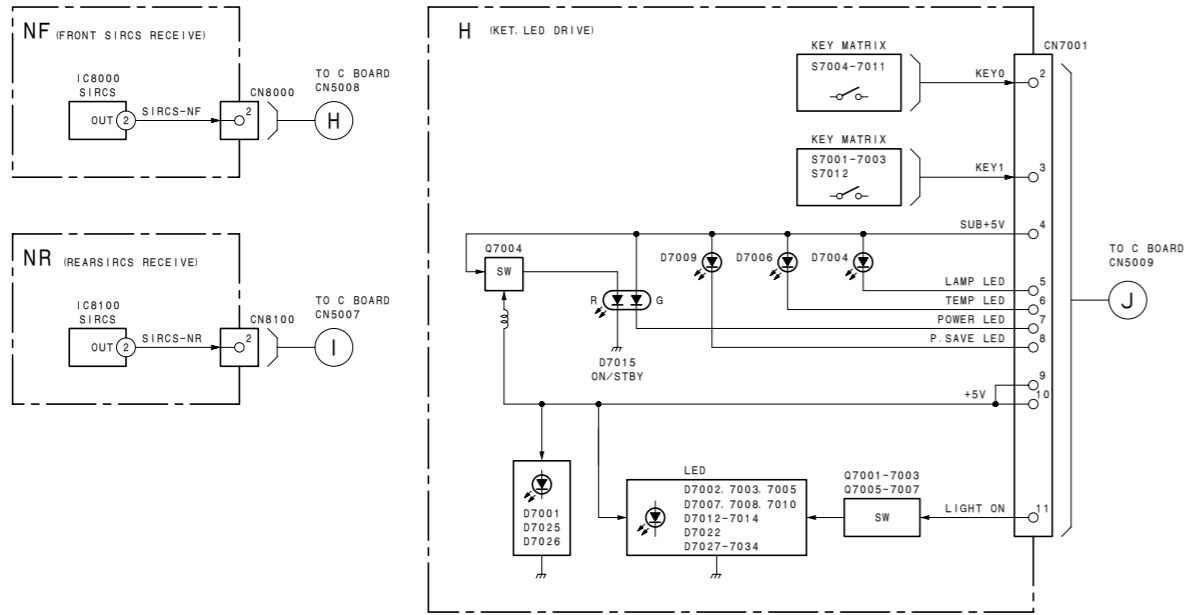 NF (FRONT SIRCS RECEIVE)
IC8000
SIRCS
OUT 2
SIRCS-NF
2
CN8000
TO C BOARD
CN5008
H
NR (REARSIRCS RECEIVE)
IC8100
SIRCS
OUT 2
SIRCS-NR
2
CN8100
TO C BOARD
CN5007
I
H (KET, LED DRIVE)
CN7001
KEY MATRIX
S7004-7011
KEY0
2
KEY MATRIX
S7001-7003
S7012
KEY1
3
SUB+5V
4
Q7004
SW
D7009
D7006
D7004
LAMP LED
5
TEMP LED
6
R
G
POWER LED
7
P.SAVE LED
8
D7015
ON/STBY
9
+5V
10
TO C BOARD
CN5009
J
D7001
D7025
D7026
LED
D7002, 7003, 7005
D7007, 7008, 7010
D7012-7014
D7022
D7027-7034
Q7001-7003
Q7005-7007
SW
LIGHT ON
11